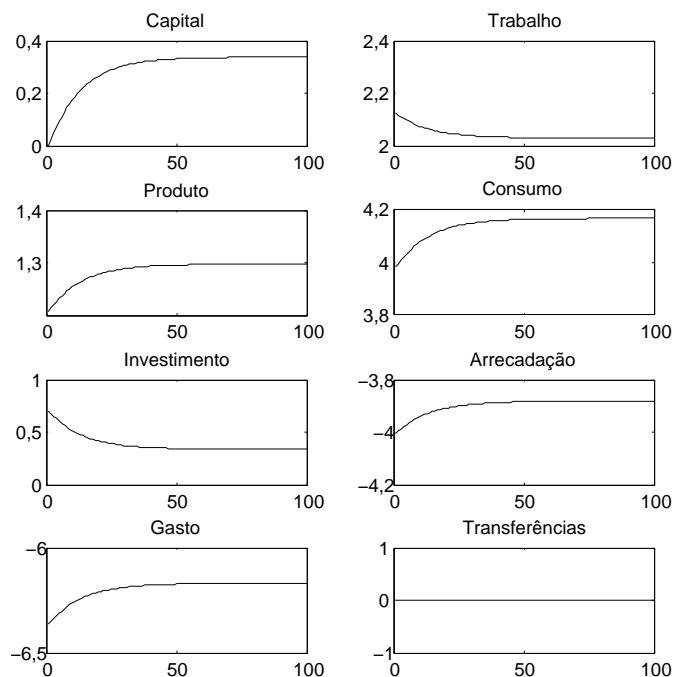 Capital
0,4
0,2
0
0 50 100
Trabalho
2,4
2,2
2
0 50 100
Produto
1,4
1,3
0 50 100
Consumo
4,2
4
3,8
0 50 100
Investimento
1
0,5
0
0 50 100
Arrecadação
−3,8
−4
−4,2
0 50 100
Gasto
−6
−6,5
0 50 100
Transferências
1
0
−1
0 50 100